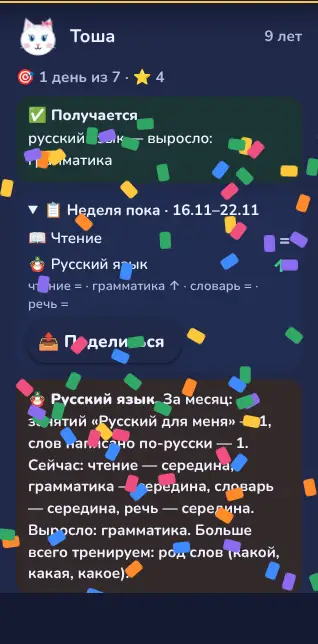 Тоша
9 лет
🎯 1 день из 7 · ⭐ 4
✅ Получается
русский язык — выросло:
грамматика
▼ 📋 Неделя пока · 16.11–22.11
📖 Чтение =
🪆 Русский язык ↑
чтение = · грамматика ↑ · словарь = ·
речь =
📤 Поделиться
🪆 Русский язык. За месяц:
занятий «Русский для меня» — 1,
слов написано по-русски — 1.
Сейчас: чтение — середина,
грамматика — середина, словарь
— середина, речь — середина.
Выросло: грамматика. Больше
всего тренируем: род слов (какой,
какая, какое).